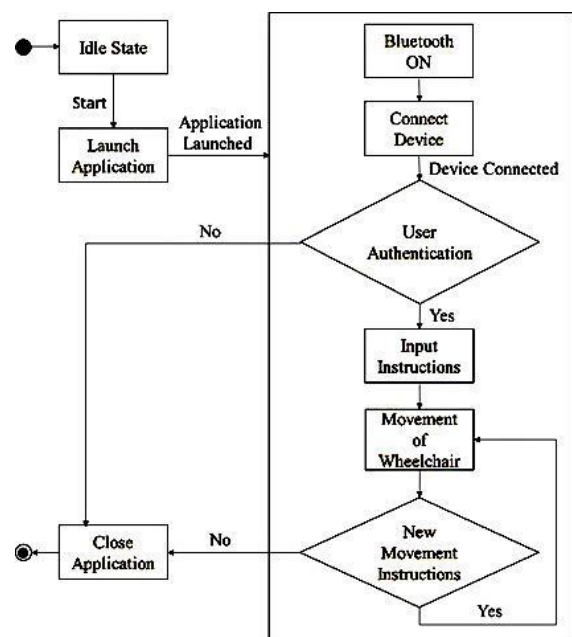 Idle State
Start
Launch
Application
Application
Launched
Bluetooth
ON
Connect
Device
Device Connected
User
Authentication
No
Yes
Input
Instructions
Movement
of
Wheelchair
New
Movement
Instructions
Yes
No
Close
Application